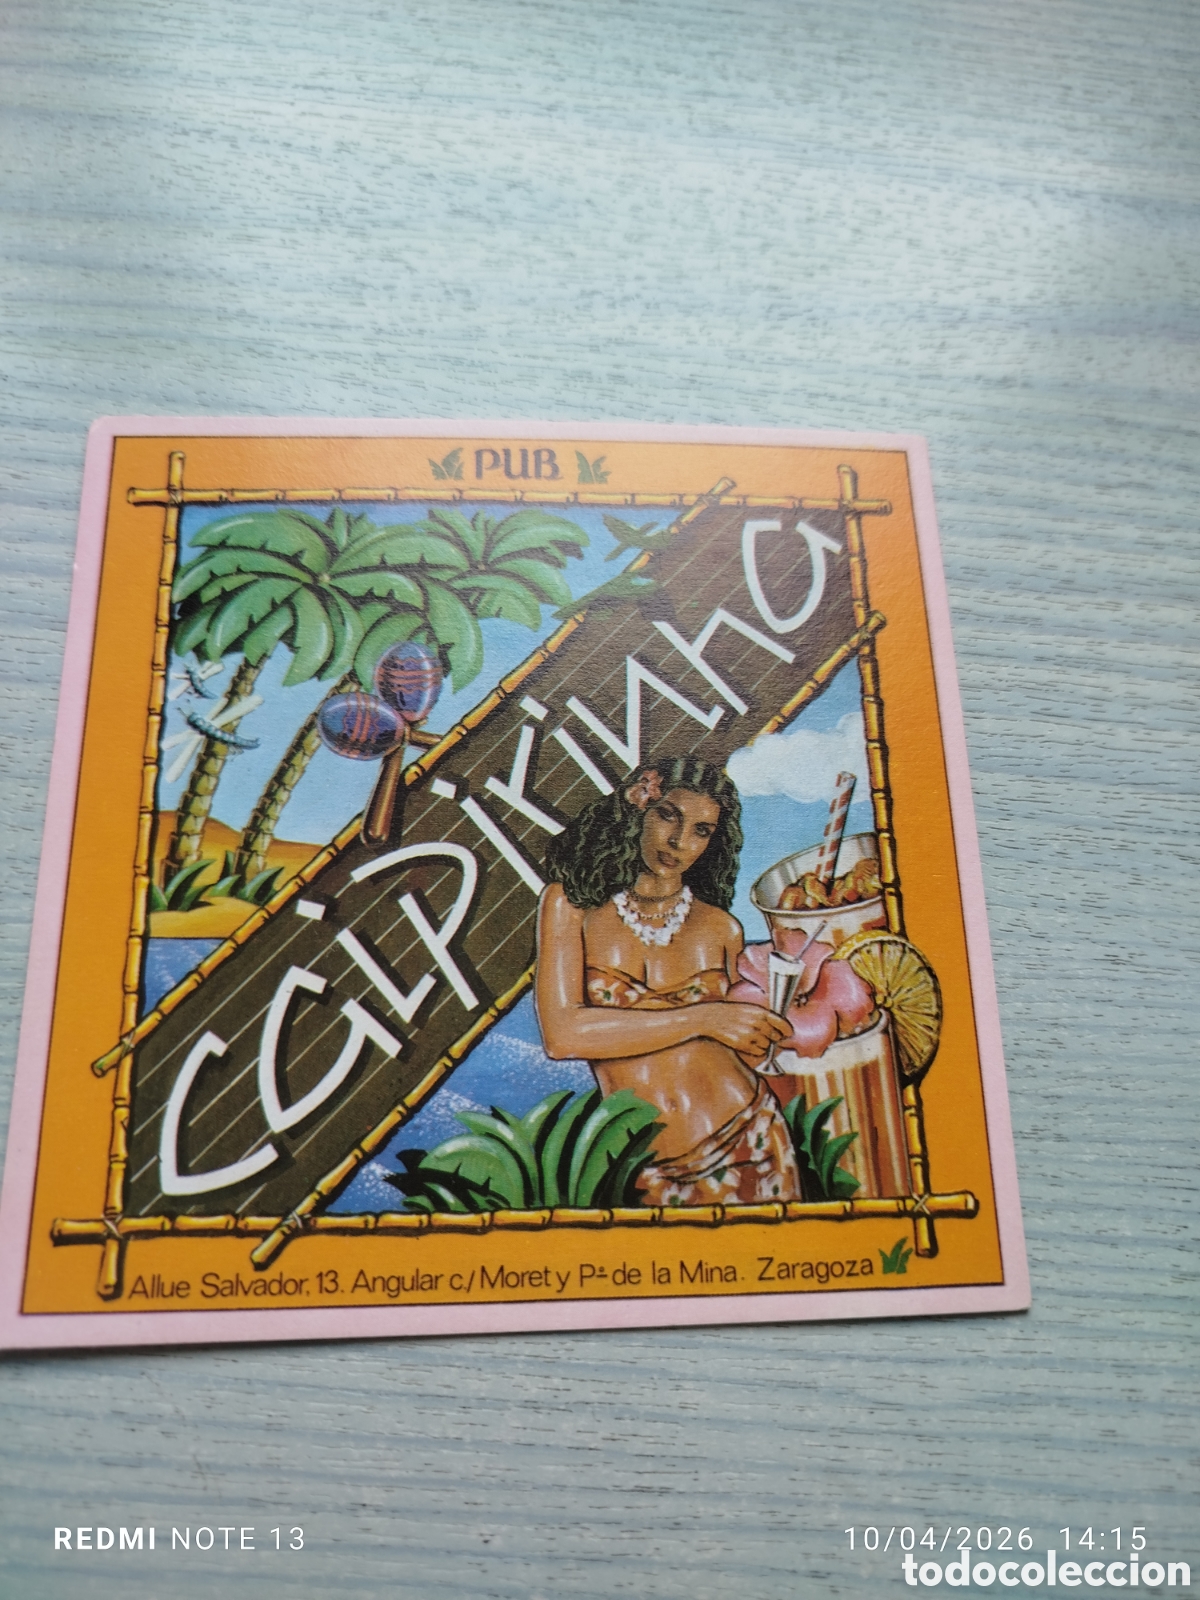 PUB
caipirinha
Allue Salvador, 13. Angular c./ Moret y Pº de la Mina. Zaragoza
REDMI NOTE 13
10/04/2026 14:15
todocoleccion